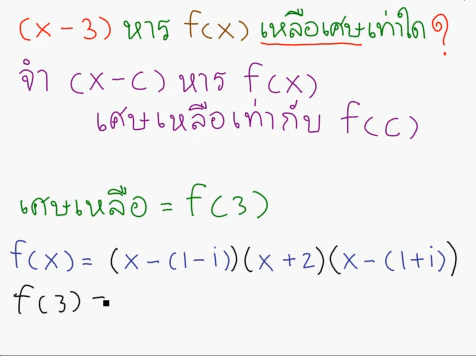 (x-3) หาร f(x) เหลือเศษเท่าใด?
จำ (x-c) หาร f(x)
เศษเหลือเท่ากับ f(c)
เศษเหลือ = f(3)
f(x) = (x-(1-i))(x+2)(x-(1+i))
f(3) -